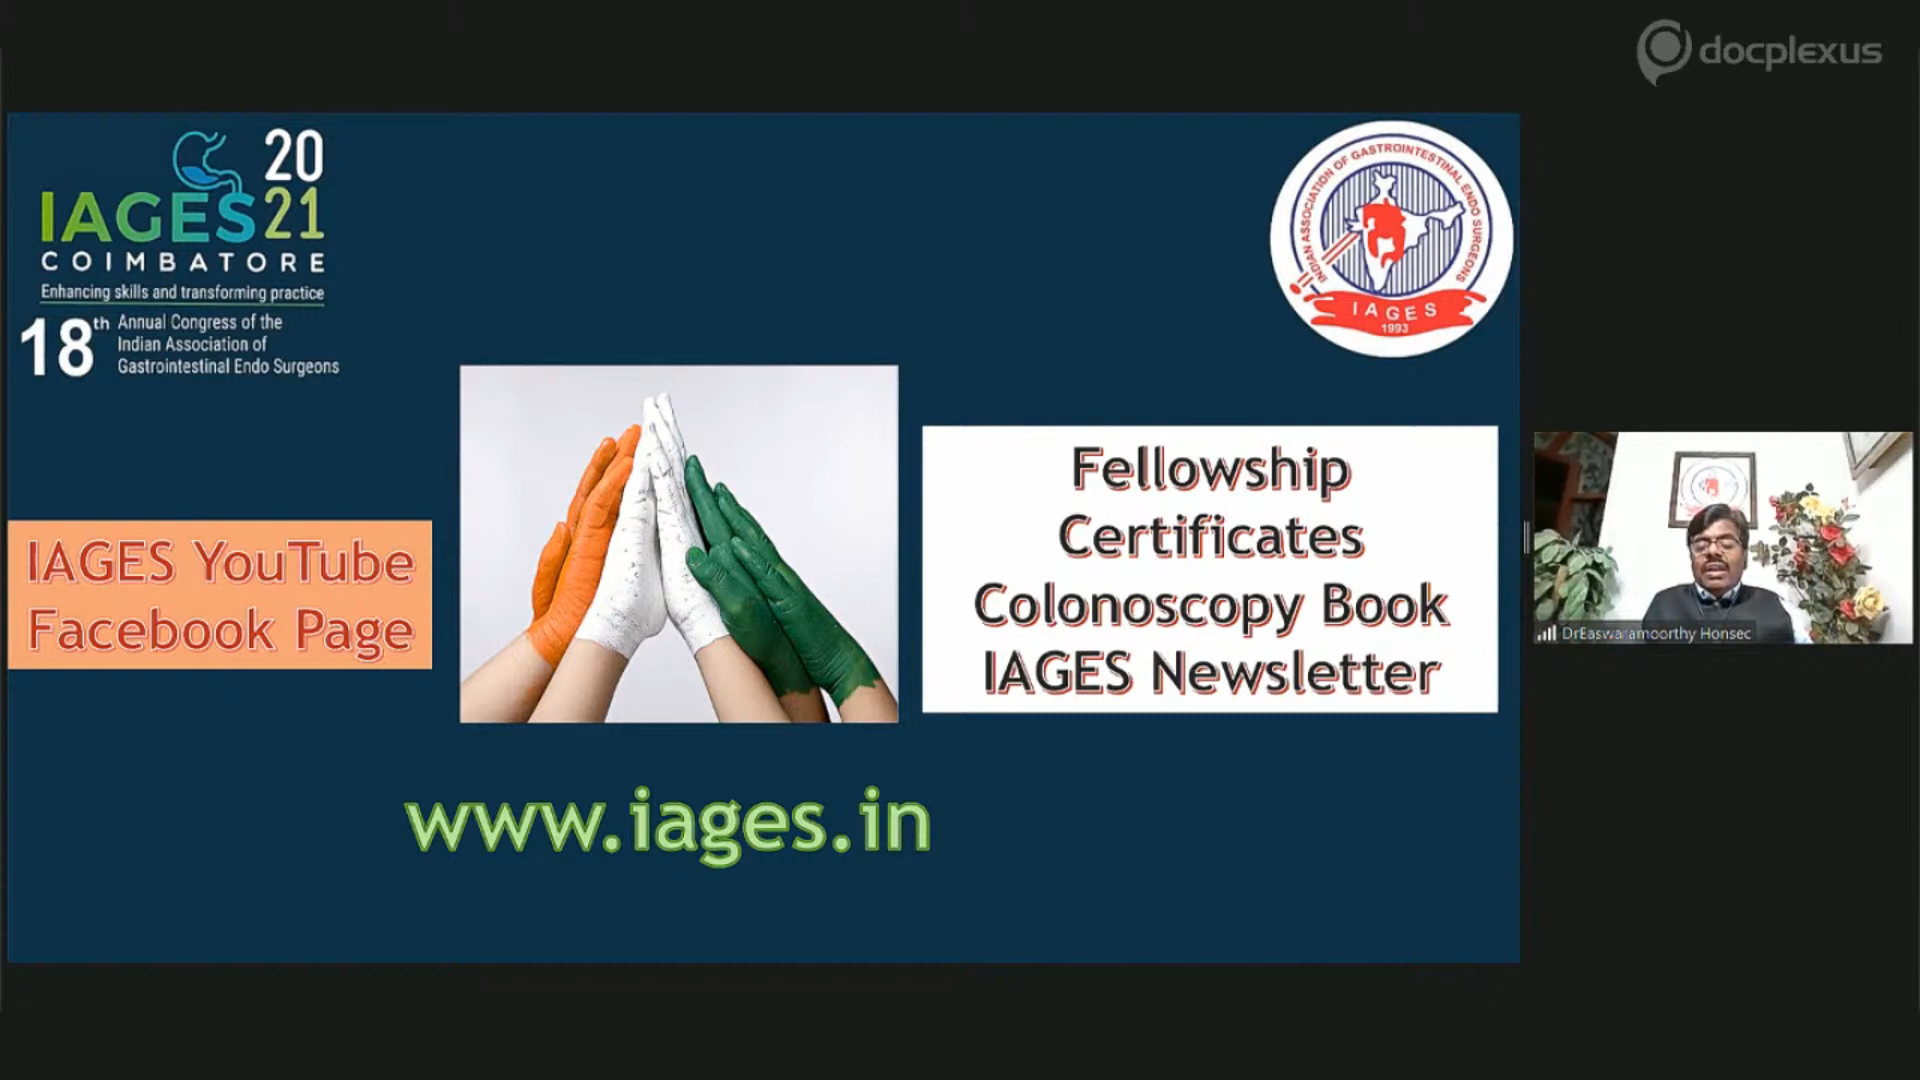 docplexus
20
IAGES 21
COIMBATORE
Enhancing skills and transforming practice
18th Annual Congress of the
Indian Association of
Gastrointestinal Endo Surgeons
INDIAN ASSOCIATION OF GASTROINTESTINAL ENDO SURGEONS
IAGES
1993
IAGES YouTube
Facebook Page
Fellowship
Certificates
Colonoscopy Book
IAGES Newsletter
www.iages.in
DrEaswaramoorthy Honsec